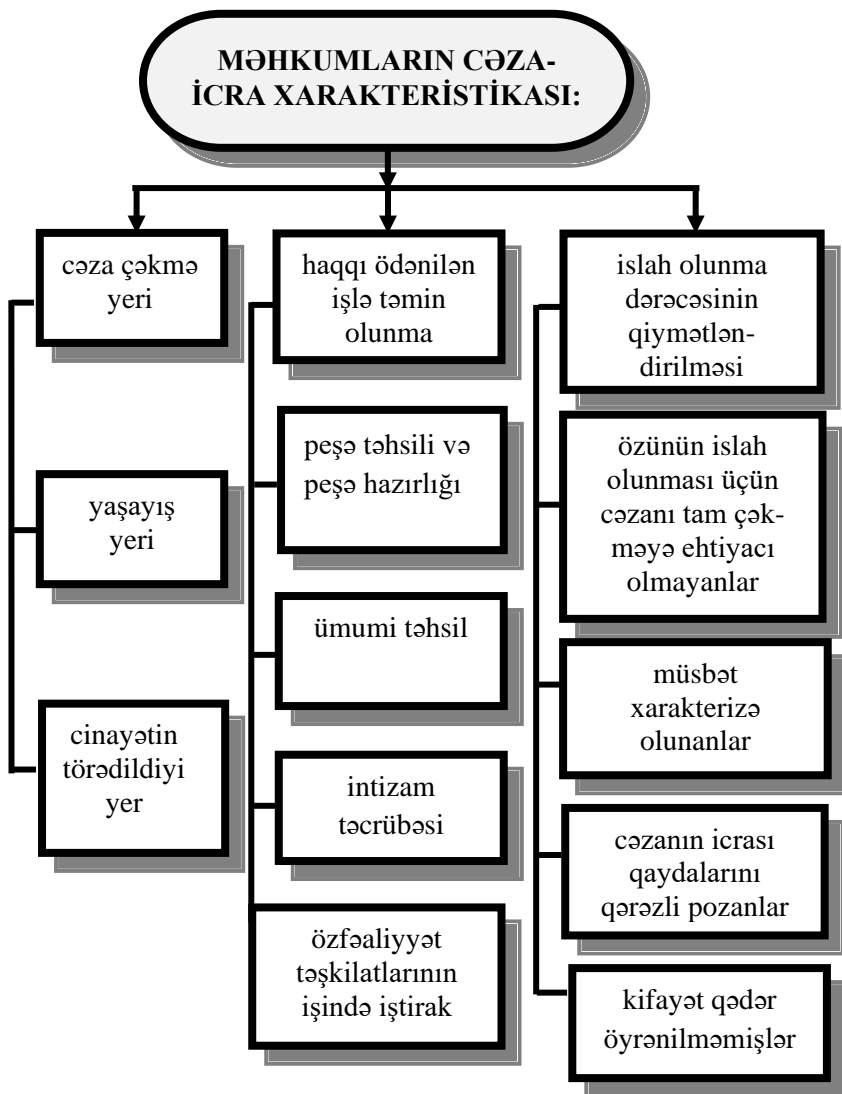 MƏHKUMLARIN CƏZA-
İCRA XARAKTERİSTİKASI:
cəza çəkmə
yeri
yaşayış
yeri
cinayətin
törədildiyi
yer
haqqı ödənilən
işlə təmin
olunma
peşə təhsili və
peşə hazırlığı
ümumi təhsil
intizam
təcrübəsi
özfəaliyyət
təşkilatlarının
işində iştirak
islah olunma
dərəcəsinin
qiymətlən-
dirilməsi
özünün islah
olunması üçün
cəzanı tam çək-
məyə ehtiyacı
olmayanlar
müsbət
xarakterizə
olunanlar
cəzanın icrası
qaydalarını
qərəzli pozanlar
kifayət qədər
öyrənilməmişlər